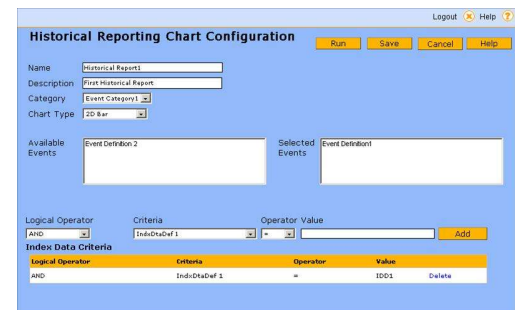 Logout Help ?
Historical Reporting Chart Configuration
Run Save Cancel Help
Name Historical Report1
Description First Historical Report
Category Event Category1
Chart Type 2D Bar
Available Events Event Definition 2 Selected Events Event Definition1
Logical Operator Criteria Operator Value
AND IndxDtaDef 1 = Add
Index Data Criteria
Logical Operator Criteria Operator Value
AND IndxDtaDef 1 = IDD1 Delete